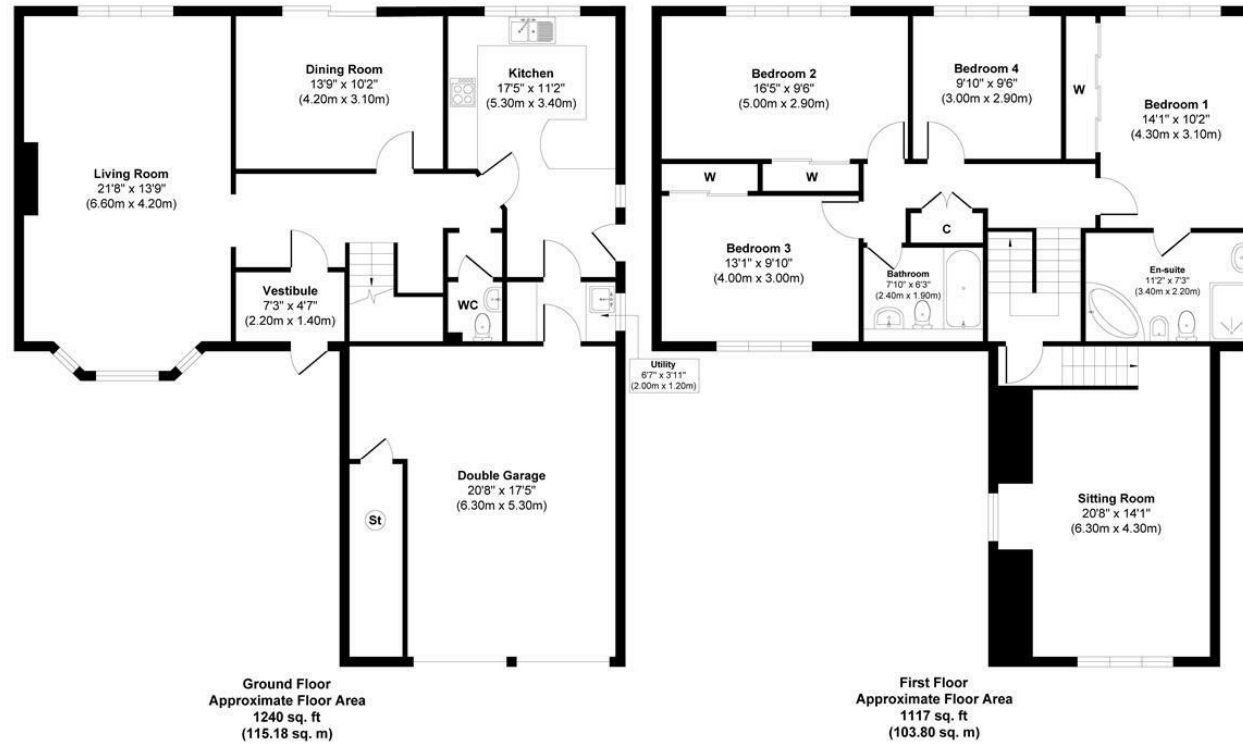 Living Room
21'8" x 13'9"
(6.60m x 4.20m)
Dining Room
13'9" x 10'2"
(4.20m x 3.10m)
Kitchen
17'5" x 11'2"
(5.30m x 3.40m)
Vestibule
7'3" x 4'7"
(2.20m x 1.40m)
WC
Utility
6'7" x 3'11"
(2.00m x 1.20m)
Double Garage
20'8" x 17'5"
(6.30m x 5.30m)
St
Ground Floor
Approximate Floor Area
1240 sq. ft
(115.18 sq. m)
Bedroom 2
16'5" x 9'6"
(5.00m x 2.90m)
Bedroom 4
9'10" x 9'6"
(3.00m x 2.90m)
W
Bedroom 1
14'1" x 10'2"
(4.30m x 3.10m)
W
W
Bedroom 3
13'1" x 9'10"
(4.00m x 3.00m)
C
Bathroom
7'10" x 6'3"
(2.40m x 1.90m)
En-suite
11'2" x 7'3"
(3.40m x 2.20m)
Sitting Room
20'8" x 14'1"
(6.30m x 4.30m)
First Floor
Approximate Floor Area
1117 sq. ft
(103.80 sq. m)